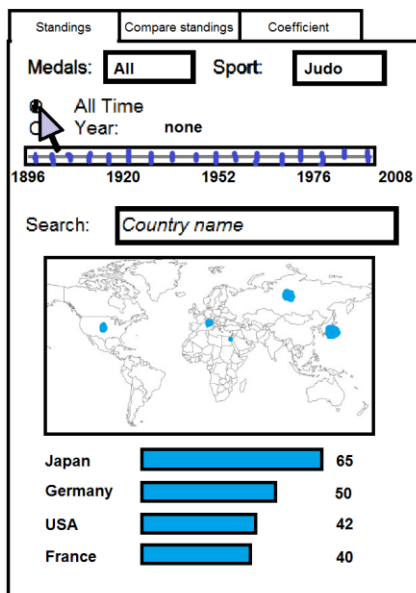 Standings Compare standings Coefficient
Medals: All Sport: Judo
All Time
Year: none
1896 1920 1952 1976 2008
Search: Country name
Japan 65
Germany 50
USA 42
France 40